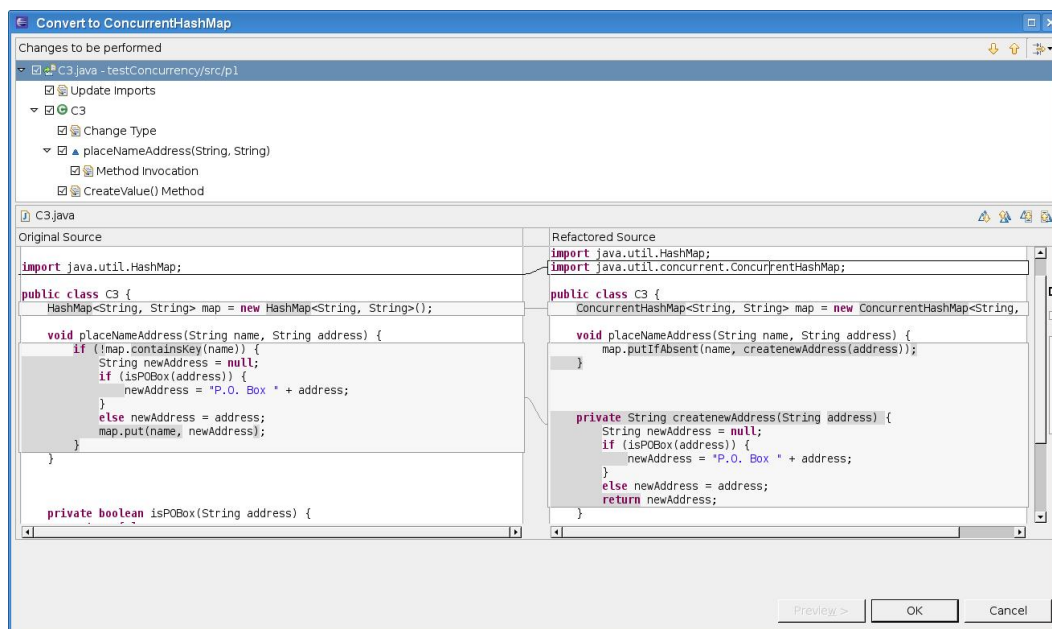 Convert to ConcurrentHashMap
Changes to be performed
C3.java - testConcurrency/src/p1
Update Imports
C3
Change Type
placeNameAddress(String, String)
Method Invocation
CreateValue() Method
C3.java
Original Source
import java.util.HashMap;
public class C3 {
HashMap<String, String> map = new HashMap<String, String>();
void placeNameAddress(String name, String address) {
if (!map.containsKey(name)) {
String newAddress = null;
if (isPOBox(address)) {
newAddress = "P.O. Box " + address;
}
else newAddress = address;
map.put(name, newAddress);
}
}
private boolean isPOBox(String address) {
Refactored Source
import java.util.HashMap;
import java.util.concurrent.ConcurrentHashMap;
public class C3 {
ConcurrentHashMap<String, String> map = new ConcurrentHashMap<String,
void placeNameAddress(String name, String address) {
map.putIfAbsent(name, createnewAddress(address));
}
private String createnewAddress(String address) {
String newAddress = null;
if (isPOBox(address)) {
newAddress = "P.O. Box " + address;
}
else newAddress = address;
return newAddress;
}
Preview >
OK
Cancel